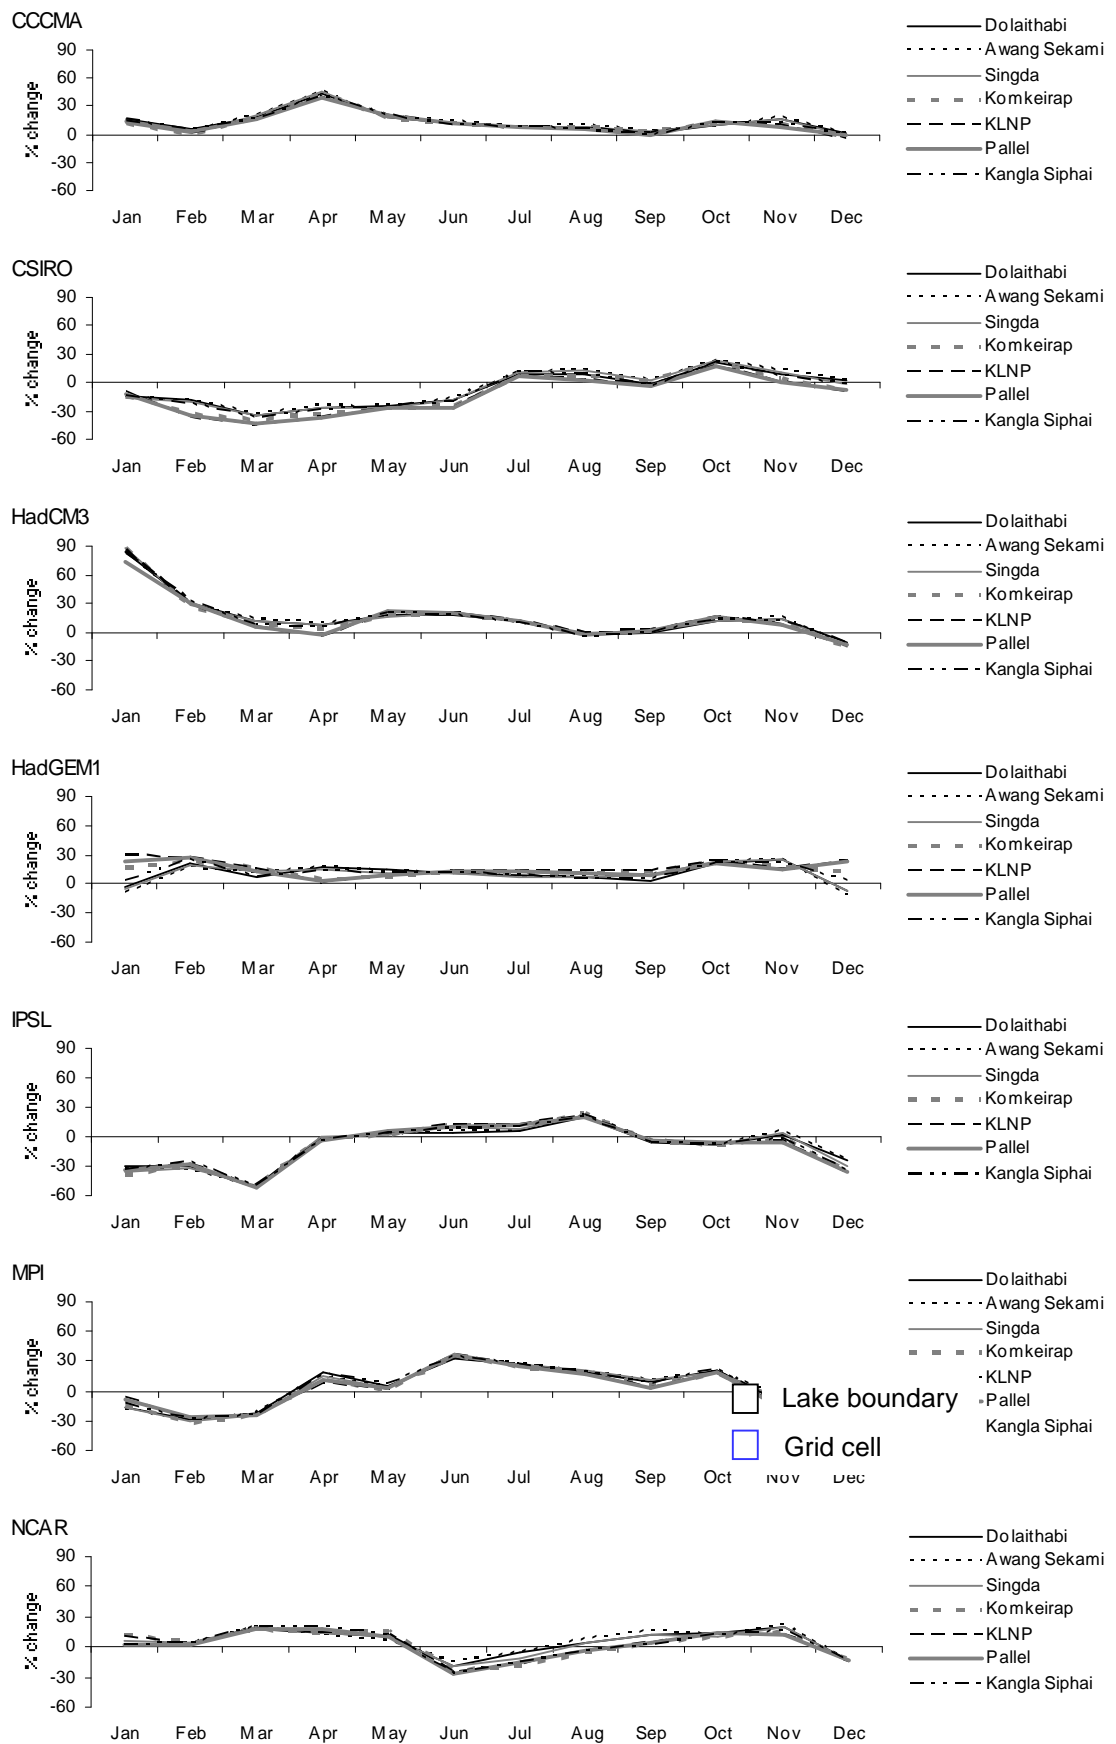 CCCMA
90
60
30
0
-30
-60
% change
Jan Feb Mar Apr May Jun Jul Aug Sep Oct Nov Dec
Dolaithabi
Awang Sekami
Singda
Komkeirap
KLNP
Pallel
Kangla Siphai
CSIRO
90
60
30
0
-30
-60
% change
Jan Feb Mar Apr May Jun Jul Aug Sep Oct Nov Dec
Dolaithabi
Awang Sekami
Singda
Komkeirap
KLNP
Pallel
Kangla Siphai
HadCM3
90
60
30
0
-30
-60
% change
Jan Feb Mar Apr May Jun Jul Aug Sep Oct Nov Dec
Dolaithabi
Awang Sekami
Singda
Komkeirap
KLNP
Pallel
Kangla Siphai
HadGEM1
90
60
30
0
-30
-60
% change
Jan Feb Mar Apr May Jun Jul Aug Sep Oct Nov Dec
Dolaithabi
Awang Sekami
Singda
Komkeirap
KLNP
Pallel
Kangla Siphai
IPSL
90
60
30
0
-30
-60
% change
Jan Feb Mar Apr May Jun Jul Aug Sep Oct Nov Dec
Dolaithabi
Awang Sekami
Singda
Komkeirap
KLNP
Pallel
Kangla Siphai
MPI
90
60
30
0
-30
-60
% change
Jan Feb Mar Apr May Jun Jul Aug Sep Oct Nov Dec
Dolaithabi
Awang Sekami
Singda
Komkeirap
KLNP
Pallel
Kangla Siphai
Lake boundary
Grid cell
NCAR
90
60
30
0
-30
-60
% change
Jan Feb Mar Apr May Jun Jul Aug Sep Oct Nov Dec
Dolaithabi
Awang Sekami
Singda
Komkeirap
KLNP
Pallel
Kangla Siphai